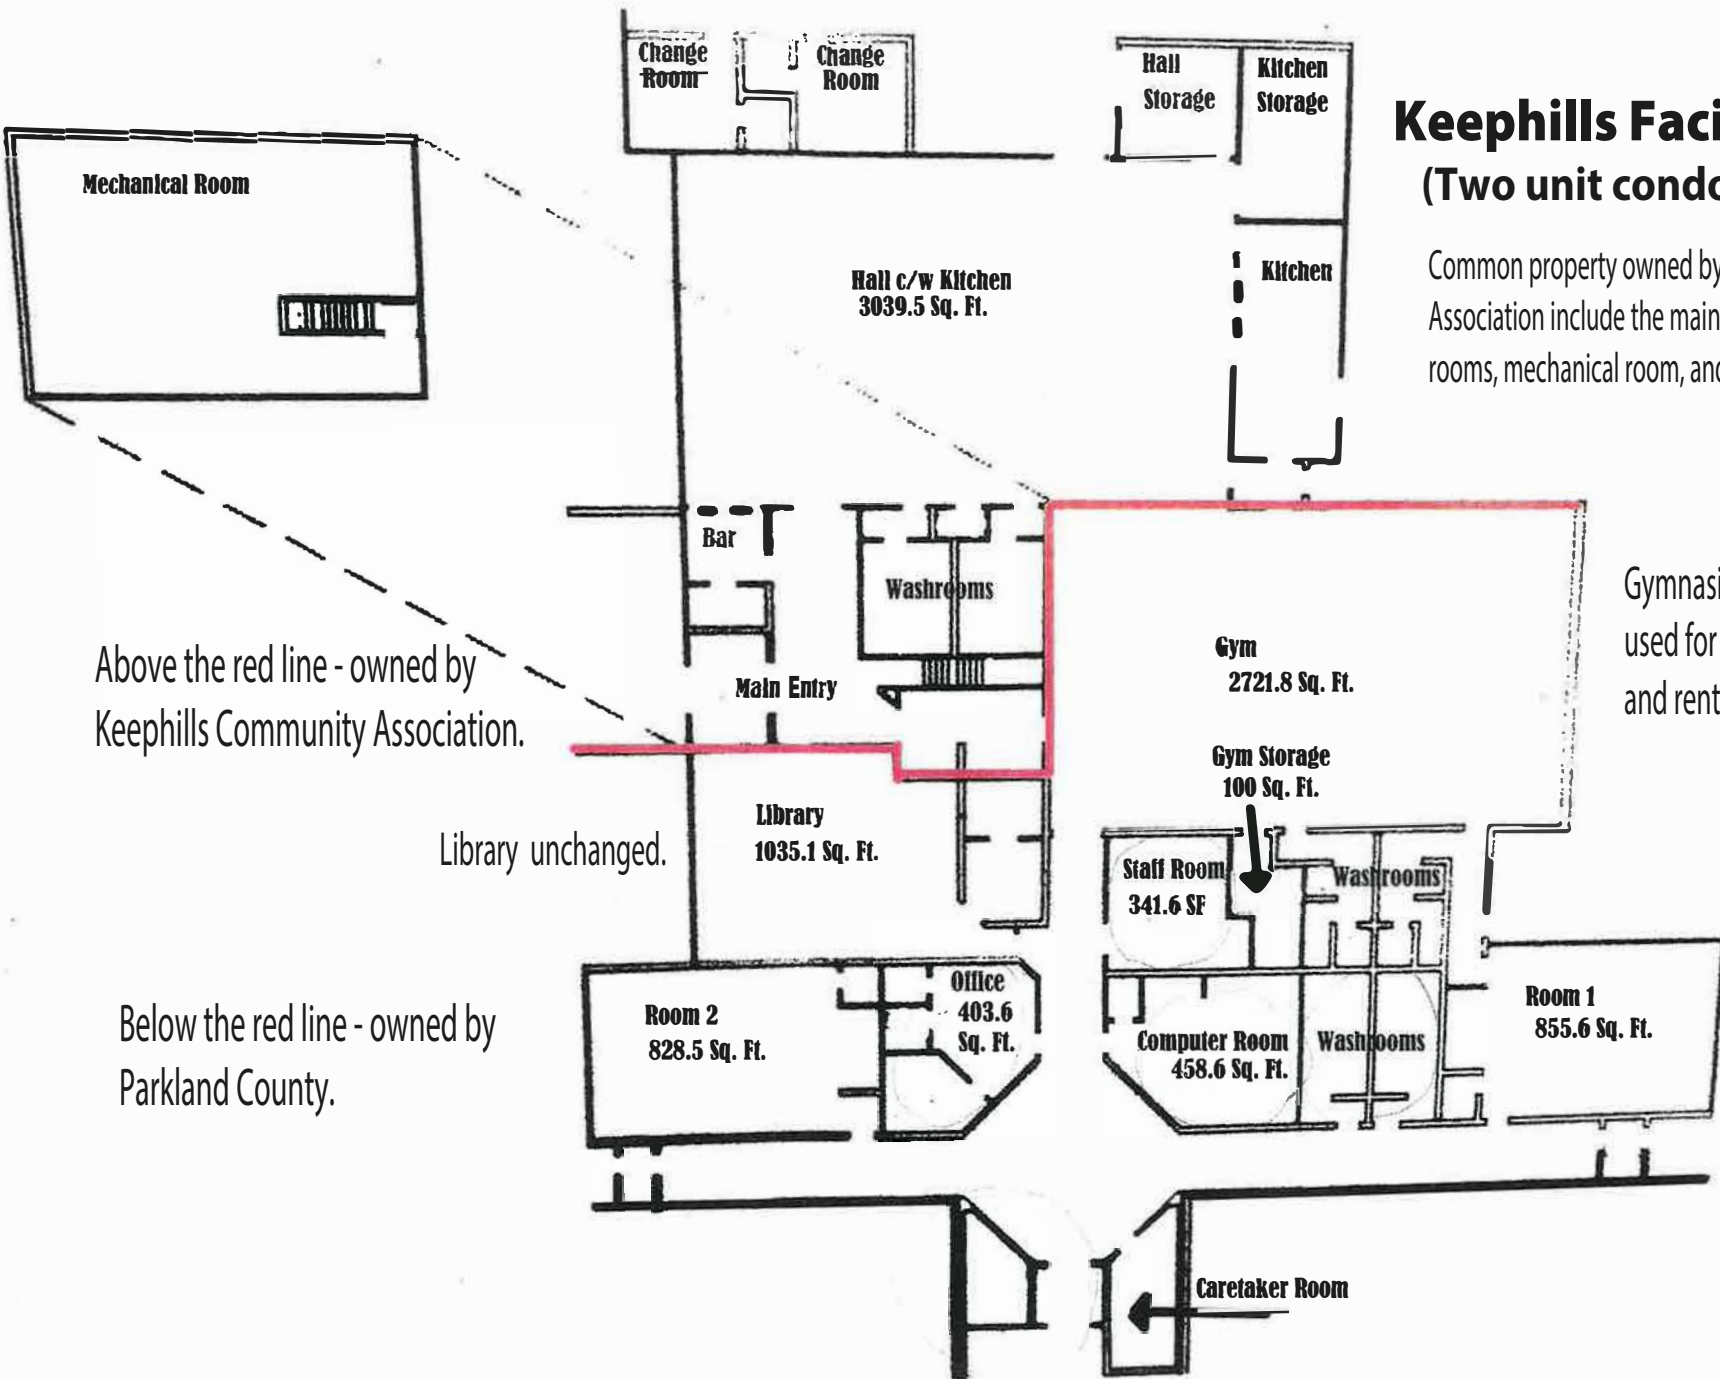 Change
Room
Change
Room
Hall
Storage
Kitchen
Storage
Keephills Faci
(Two unit condo
Mechanical Room
Common property owned by
Association include the main
rooms, mechanical room, and
Hall c/w Kitchen
3039.5 Sq. Ft.
Kitchen
Bar
Washrooms
Gymnasi
used for
and rent
Above the red line - owned by
Keephills Community Association.
Main Entry
Gym
2721.8 Sq. Ft.
Gym Storage
100 Sq. Ft.
Library unchanged.
Library
1035.1 Sq. Ft.
Staff Room
341.6 SF
Washrooms
Below the red line - owned by
Parkland County.
Room 2
828.5 Sq. Ft.
Office
403.6
Sq. Ft.
Computer Room
458.6 Sq. Ft.
Washrooms
Room 1
855.6 Sq. Ft.
Caretaker Room